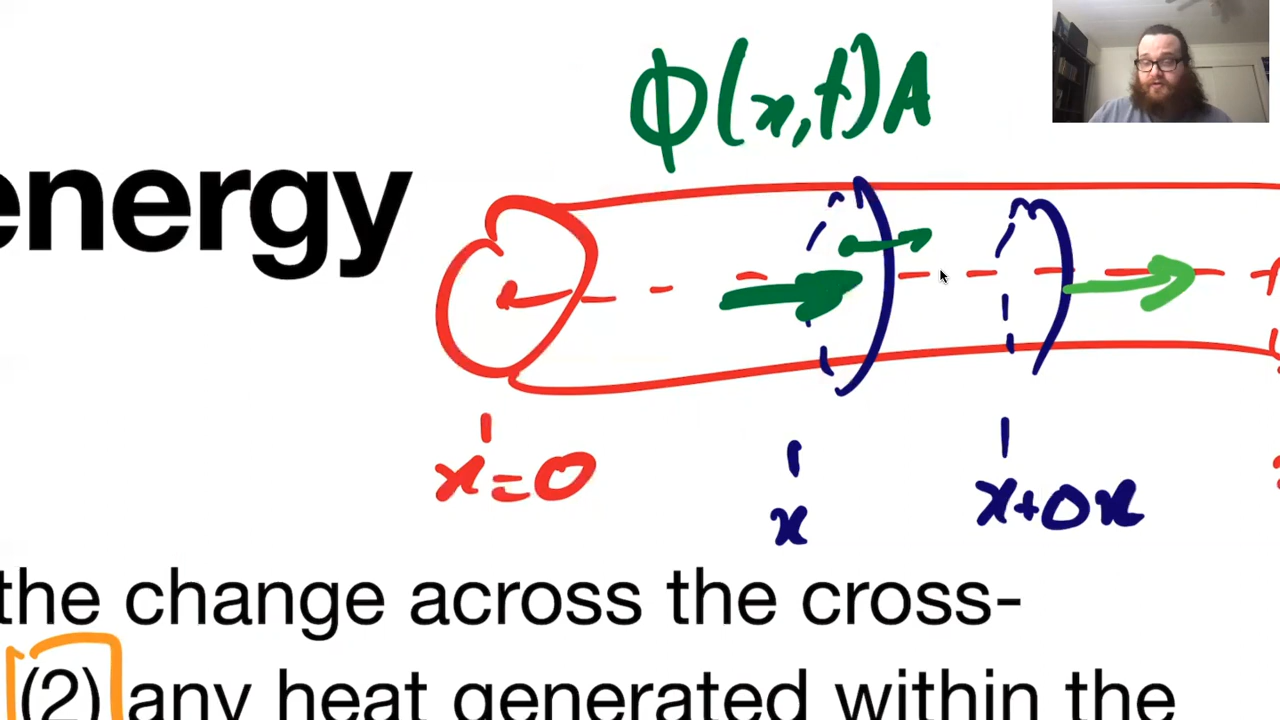 ϕ(x,t)A
energy
x=0
x
x+Δx
the change across the cross-
(2) any heat generated within the